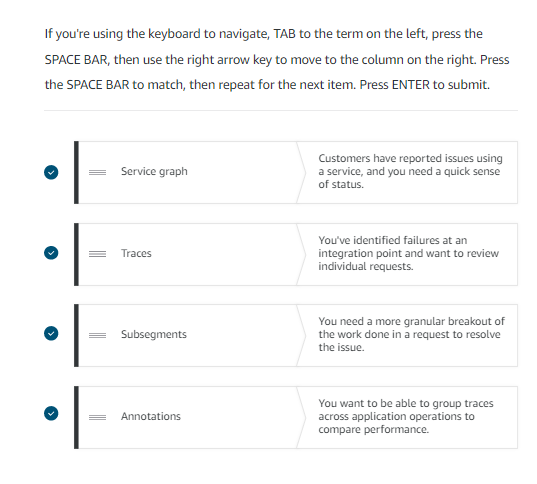 If you're using the keyboard to navigate, TAB to the term on the left, press the
SPACE BAR, then use the right arrow key to move to the column on the right. Press
the SPACE BAR to match, then repeat for the next item. Press ENTER to submit.
Service graph
Customers have reported issues using
a service, and you need a quick sense
of status.
Traces
You've identified failures at an
integration point and want to review
individual requests.
Subsegments
You need a more granular breakout of
the work done in a request to resolve
the issue.
Annotations
You want to be able to group traces
across application operations to
compare performance.